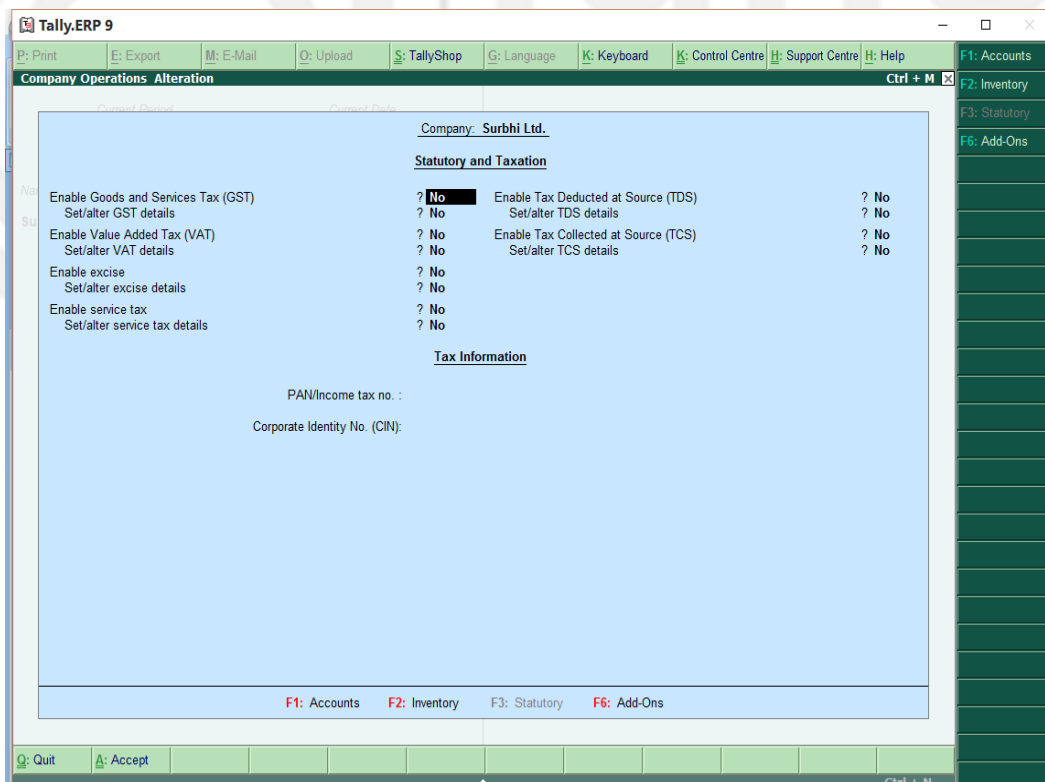 Tally.ERP 9
P: Print E: Export M: E-Mail O: Upload S: TallyShop G: Language K: Keyboard K: Control Centre H: Support Centre H: Help
F1: Accounts
Company Operations Alteration Ctrl + M
F2: Inventory
Current Period Current Date
F3: Statutory
Company: Surbhi Ltd.
F6: Add-Ons
Statutory and Taxation
Enable Goods and Services Tax (GST) ? No Enable Tax Deducted at Source (TDS) ? No
Set/alter GST details ? No Set/alter TDS details ? No
Enable Value Added Tax (VAT) ? No Enable Tax Collected at Source (TCS) ? No
Set/alter VAT details ? No Set/alter TCS details ? No
Enable excise ? No
Set/alter excise details ? No
Enable service tax ? No
Set/alter service tax details ? No
Tax Information
PAN/Income tax no. :
Corporate Identity No. (CIN):
F1: Accounts F2: Inventory F3: Statutory F6: Add-Ons
Q: Quit A: Accept
Ctrl + N